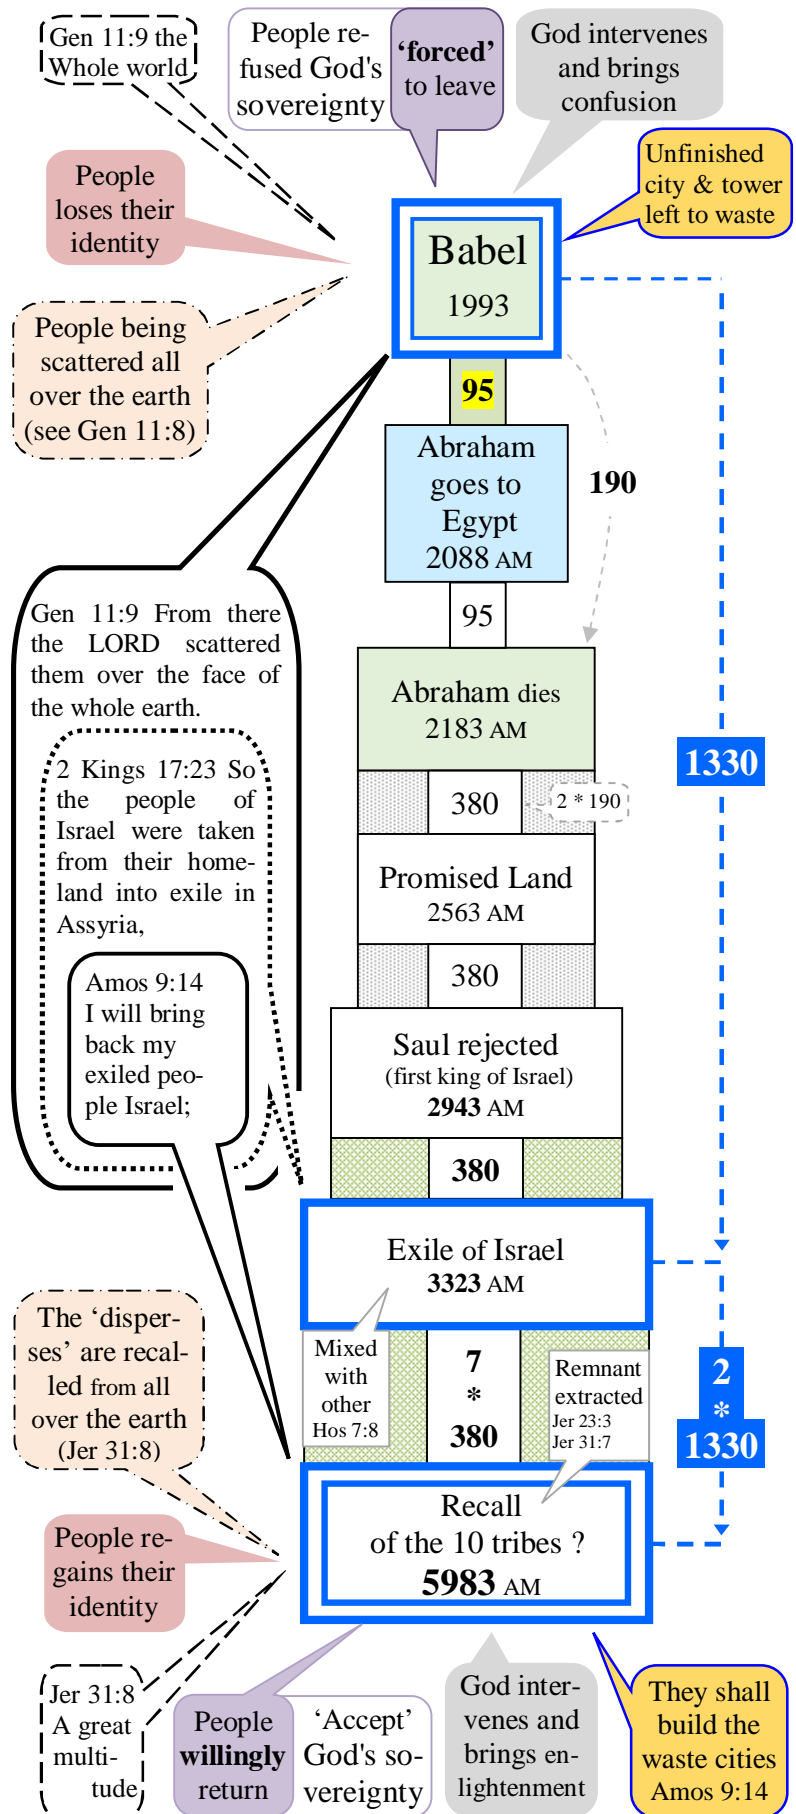 Gen 11:9 the
Whole world
People re-
fused God's
sovereignty
‘forced’
to leave
God intervenes
and brings
confusion
People
loses their
identity
Unfinished
city & tower
left to waste
Babel
1993
People being
scattered all
over the earth
(see Gen 11:8)
95
Abraham
goes to
Egypt
2088 AM
190
95
Gen 11:9 From there
the LORD scattered
them over the face of
the whole earth.
Abraham dies
2183 AM
1330
2 Kings 17:23 So
the people of
Israel were taken
from their home-
land into exile in
Assyria,
380
2 * 190
Promised Land
2563 AM
380
Amos 9:14
I will bring
back my
exiled peo-
ple Israel;
Saul rejected
(first king of Israel)
2943 AM
380
Exile of Israel
3323 AM
The ‘disper-
ses’ are recal-
led from all
over the earth
(Jer 31:8)
Mixed
with
other
Hos 7:8
7
*
380
Remnant
extracted
Jer 23:3
Jer 31:7
2
*
1330
Recall
of the 10 tribes ?
5983 AM
People re-
gains their
identity
Jer 31:8
A great
multi-
tude
People
willingly
return
‘Accept’
God's so-
vereignty
God inter-
venes and
brings en-
lightenment
They shall
build the
waste cities
Amos 9:14